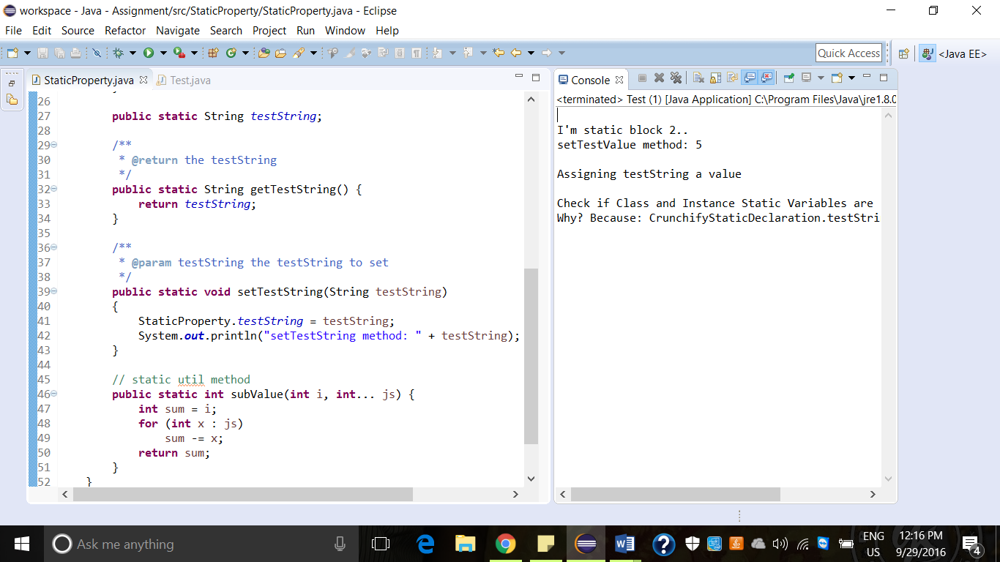 workspace - Java - Assignment/src/StaticProperty/StaticProperty.java - Eclipse
File Edit Source Refactor Navigate Search Project Run Window Help
Quick Access
<Java EE>
StaticProperty.java
Test.java
26
27 public static String testString;
28
29 /**
30 * @return the testString
31 */
32 public static String getTestString() {
33 return testString;
34 }
35
36 /**
37 * @param testString the testString to set
38 */
39 public static void setTestString(String testString)
40 {
41 StaticProperty.testString = testString;
42 System.out.println("setTestString method: " + testString);
43 }
44
45 // static util method
46 public static int subValue(int i, int... js) {
47 int sum = i;
48 for (int x : js)
49 sum -= x;
50 return sum;
51 }
52 }
Console
<terminated> Test (1) [Java Application] C:\Program Files\Java\jre1.8.0
I'm static block 2..
setTestValue method: 5
Assigning testString a value
Check if Class and Instance Static Variables are
Why? Because: CrunchifyStaticDeclaration.testStri
Ask me anything
ENG
US
12:16 PM
9/29/2016
4